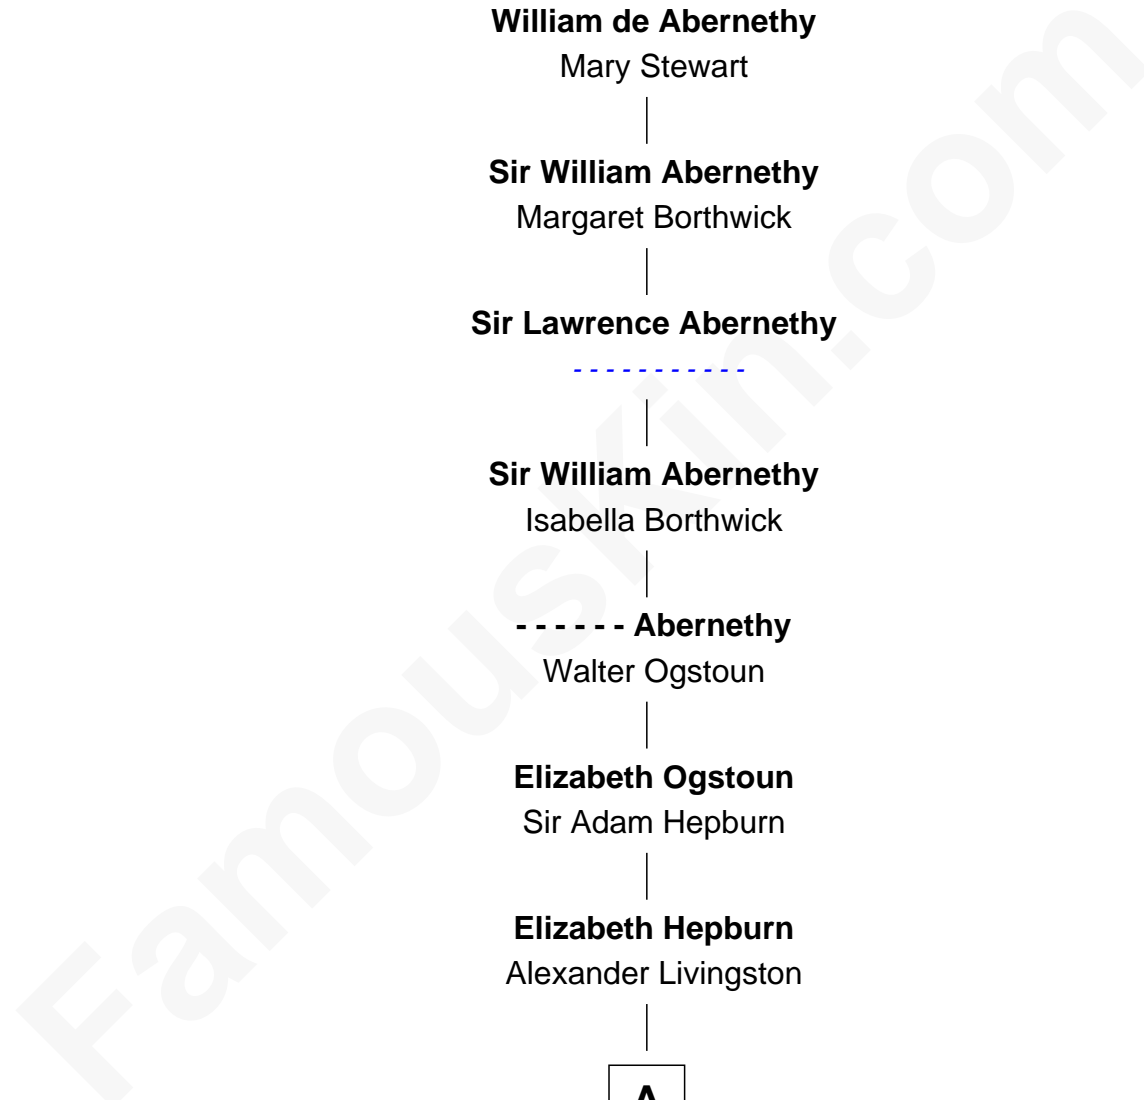 William de Abernethy
Mary Stewart
Sir William Abernethy
Margaret Borthwick
Sir Lawrence Abernethy
- - - - - - - - - - -
Sir William Abernethy
Isabella Borthwick
- - - - - - Abernethy
Walter Ogstoun
Elizabeth Ogstoun
Sir Adam Hepburn
Elizabeth Hepburn
Alexander Livingston
A
FamousKin.com